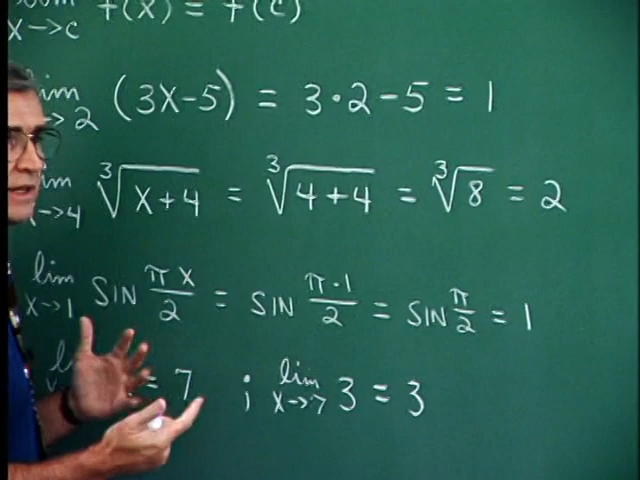 x→c f(x) = f(c)
lim x→2 (3x-5) = 3·2-5 = 1
lim x→4 ∛(x+4) = ∛(4+4) = ∛8 = 2
lim x→1 sin πx/2 = sin π·1/2 = sin π/2 = 1
= 7 ; lim x→7 3 = 3